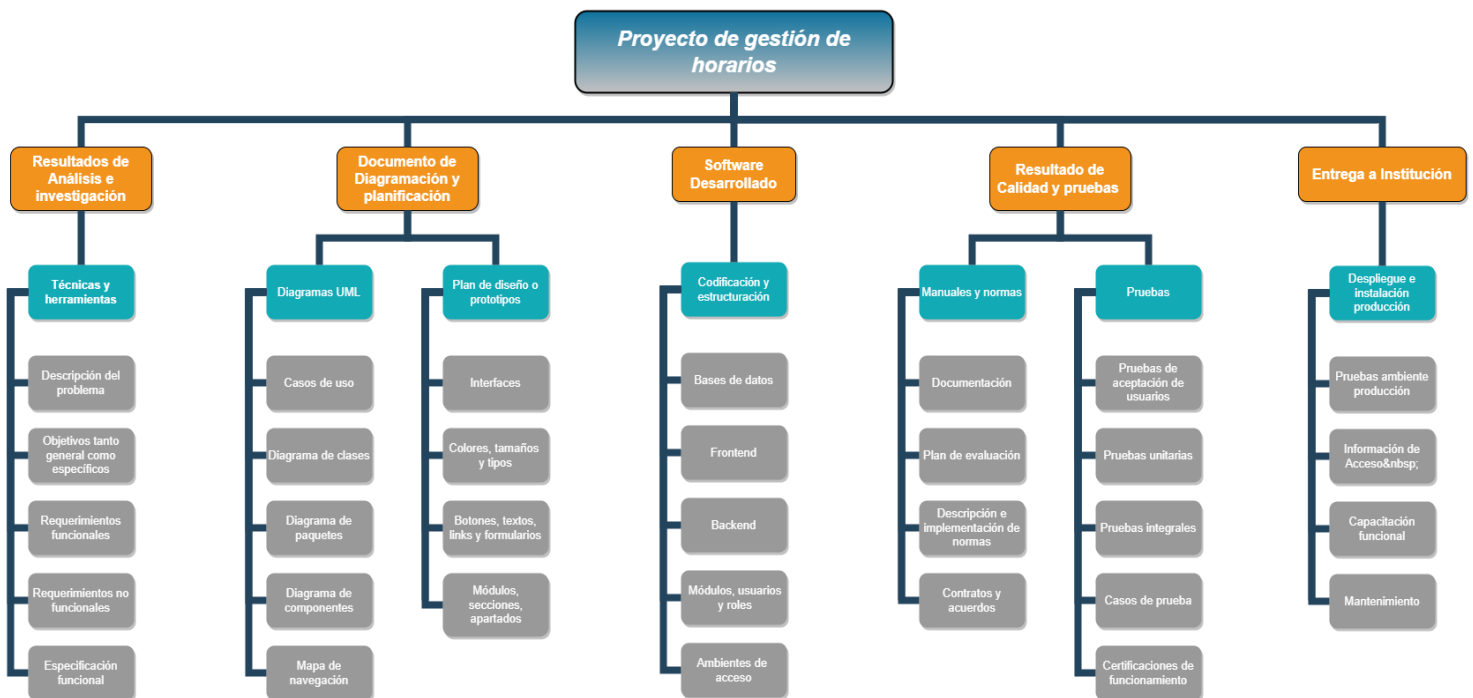 Proyecto de gestión de
horarios
Resultados de
Análisis e
investigación
Documento de
Diagramación y
planificación
Software
Desarrollado
Resultado de
Calidad y pruebas
Entrega a Institución
Técnicas y
herramientas
Descripción del
problema
Objetivos tanto
general como
específicos
Requerimientos
funcionales
Requerimientos no
funcionales
Especificación
funcional
Diagramas UML
Casos de uso
Diagrama de clases
Diagrama de
paquetes
Diagrama de
componentes
Mapa de
navegación
Plan de diseño o
prototipos
Interfaces
Colores, tamaños
y tipos
Botones, textos,
links y formularios
Módulos,
secciones,
apartados
Codificación y
estructuración
Bases de datos
Frontend
Backend
Módulos, usuarios
y roles
Ambientes de
acceso
Manuales y normas
Documentación
Plan de evaluación
Descripción e
implementación de
normas
Contratos y
acuerdos
Pruebas
Pruebas de
aceptación de
usuarios
Pruebas unitarias
Pruebas integrales
Casos de prueba
Certificaciones de
funcionamiento
Despliegue e
instalación
producción
Pruebas ambiente
producción
Información de
Acceso&nbsp;
Capacitación
funcional
Mantenimiento